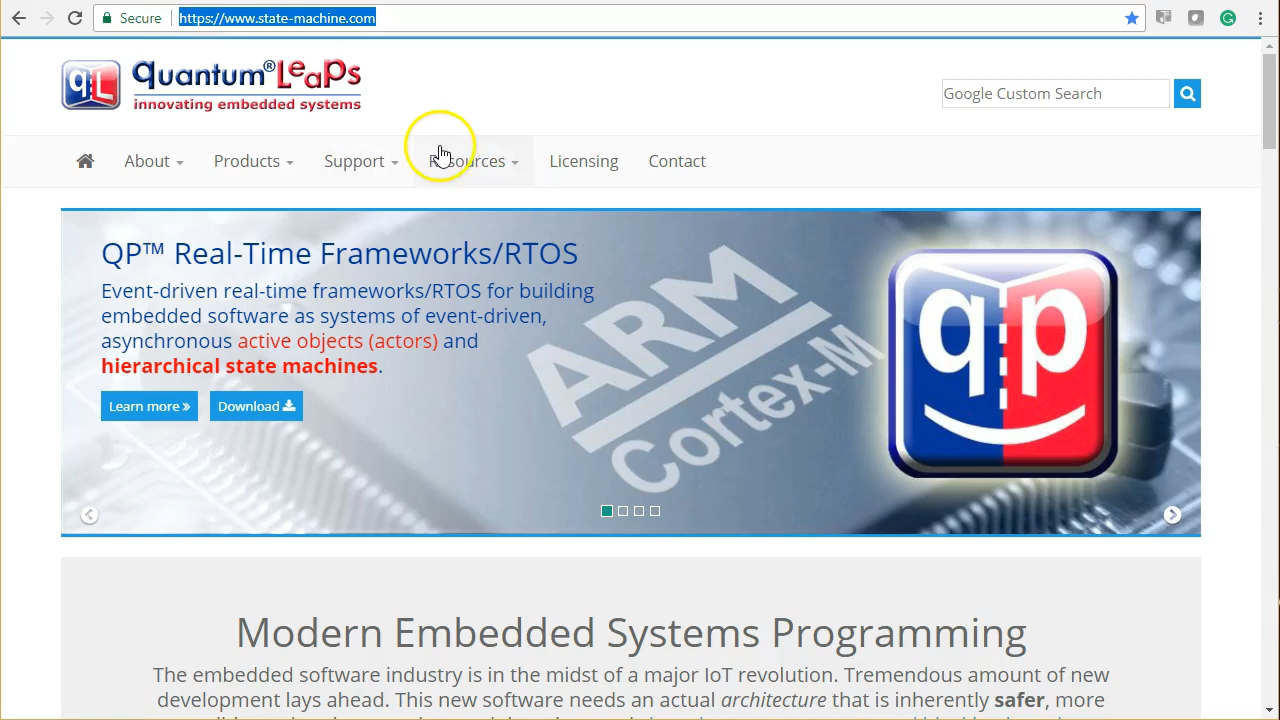 Secure https://www.state-machine.com
qL quantum® LeaPs
innovating embedded systems
Google Custom Search
About Products Support Resources Licensing Contact
QP™ Real-Time Frameworks/RTOS
Event-driven real-time frameworks/RTOS for building
embedded software as systems of event-driven,
asynchronous active objects (actors) and
hierarchical state machines.
Learn more Download
ARM
Cortex-M
qp
Modern Embedded Systems Programming
The embedded software industry is in the midst of a major IoT revolution. Tremendous amount of new
development lays ahead. This new software needs an actual architecture that is inherently safer, more